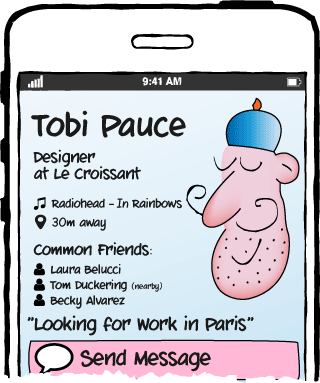 9:41 AM
Tobi Pauce
Designer
at Le Croissant
Radiohead - In Rainbows
30m away
Common Friends:
Laura Belucci
Tom Duckering (nearby)
Becky Alvarez
"Looking for Work in Paris"
Send Message